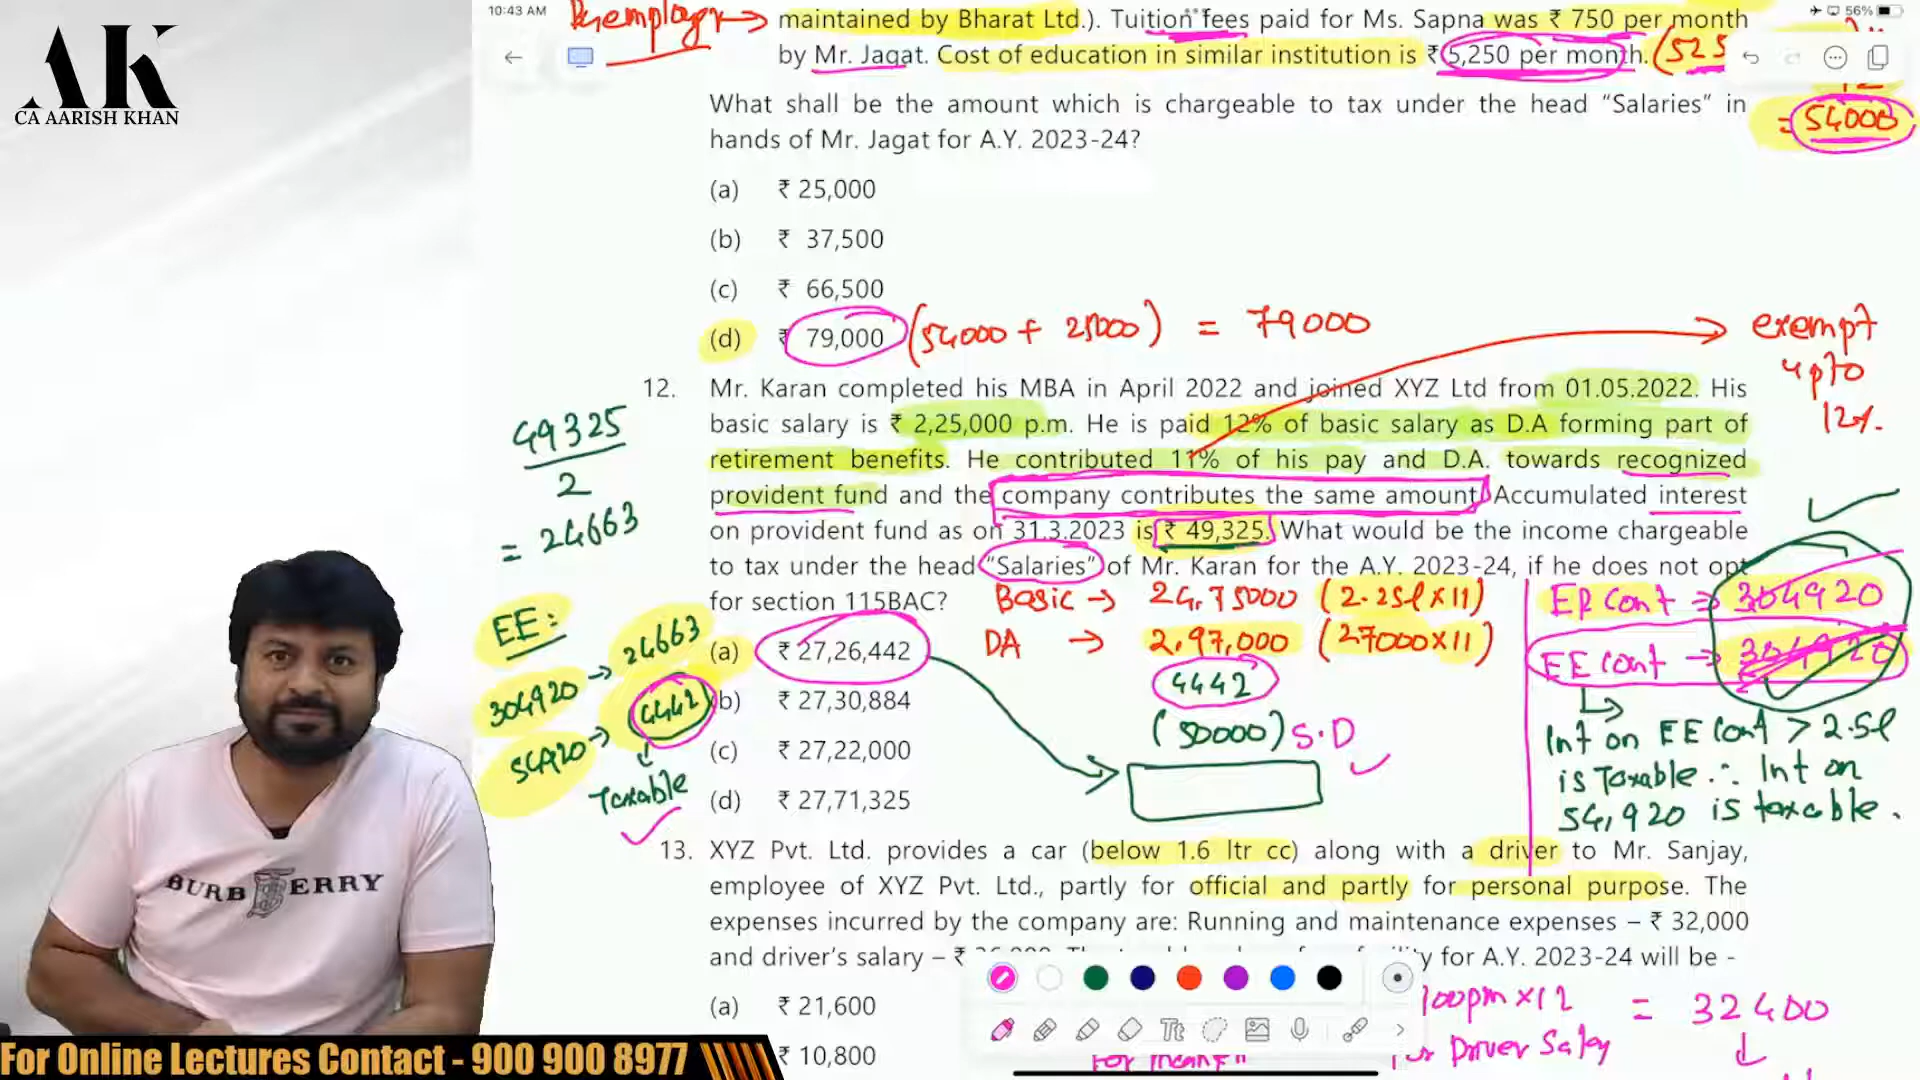 10:43 AM
56%
AK
CA AARISH KHAN
maintained by Bharat Ltd.). Tuition fees paid for Ms. Sapna was ₹ 750 per month
by Mr. Jagat. Cost of education in similar institution is ₹ 5,250 per month. (525
What shall be the amount which is chargeable to tax under the head “Salaries” in
hands of Mr. Jagat for A.Y. 2023-24?
12
= 54000
(a) ₹ 25,000
(b) ₹ 37,500
(c) ₹ 66,500
(d) ₹ 79,000 (54000 + 25000) = 79000
exempt
upto
12%.
12. Mr. Karan completed his MBA in April 2022 and joined XYZ Ltd from 01.05.2022. His
basic salary is ₹ 2,25,000 p.m. He is paid 12% of basic salary as D.A forming part of
retirement benefits. He contributed 11% of his pay and D.A. towards recognized
provident fund and the company contributes the same amount. Accumulated interest
on provident fund as on 31.3.2023 is ₹ 49,325. What would be the income chargeable
to tax under the head “Salaries” of Mr. Karan for the A.Y. 2023-24, if he does not opt
for section 115BAC?
49325
2
= 24663
Basic → 24,75000 (2.25l x 11)
DA → 2,97,000 (27000 x 11)
4442
(50000) S.D
ER Cont ⇒ 304920
EE Cont → 304920
Int on EE Cont > 2.5l
is Taxable ∴ Int on
54,920 is taxable.
EE:
304920 → 24663
54920 → 4442
Taxable
(a) ₹ 27,26,442
(b) ₹ 27,30,884
(c) ₹ 27,22,000
(d) ₹ 27,71,325
13. XYZ Pvt. Ltd. provides a car (below 1.6 ltr cc) along with a driver to Mr. Sanjay,
employee of XYZ Pvt. Ltd., partly for official and partly for personal purpose. The
expenses incurred by the company are: Running and maintenance expenses – ₹ 32,000
and driver’s salary – ₹
y for A.Y. 2023-24 will be -
(a) ₹ 21,600
₹ 10,800
00pm x 12 = 32400
Driver Salary
Tt
BURBERRY
For Online Lectures Contact - 900 900 8977